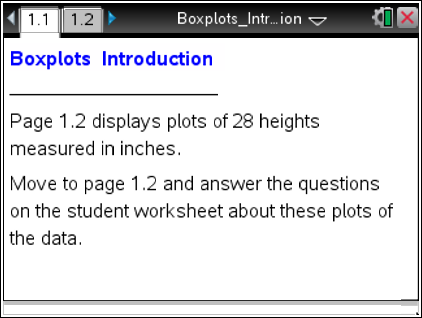 1.1 1.2 Boxplots_Intr...ion
Boxplots Introduction
Page 1.2 displays plots of 28 heights
measured in inches.
Move to page 1.2 and answer the questions
on the student worksheet about these plots of
the data.